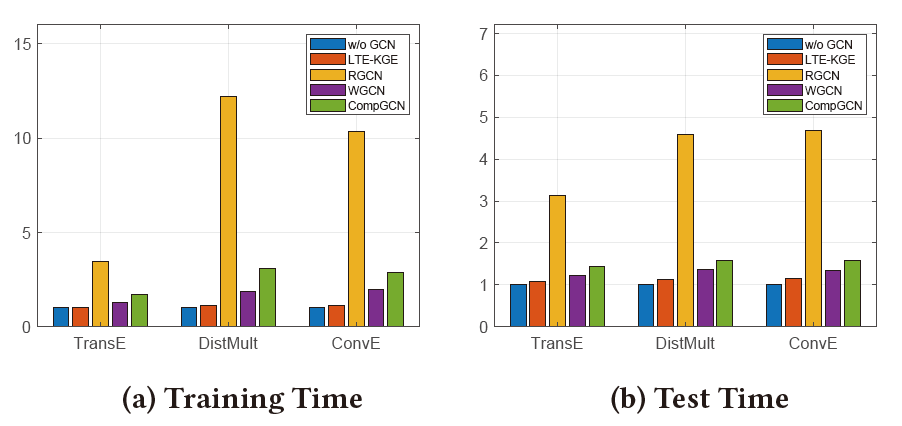 15
10
5
0
w/o GCN
LTE-KGE
RGCN
WGCN
CompGCN
TransE DistMult ConvE
(a) Training Time
7
6
5
4
3
2
1
0
w/o GCN
LTE-KGE
RGCN
WGCN
CompGCN
TransE DistMult ConvE
(b) Test Time